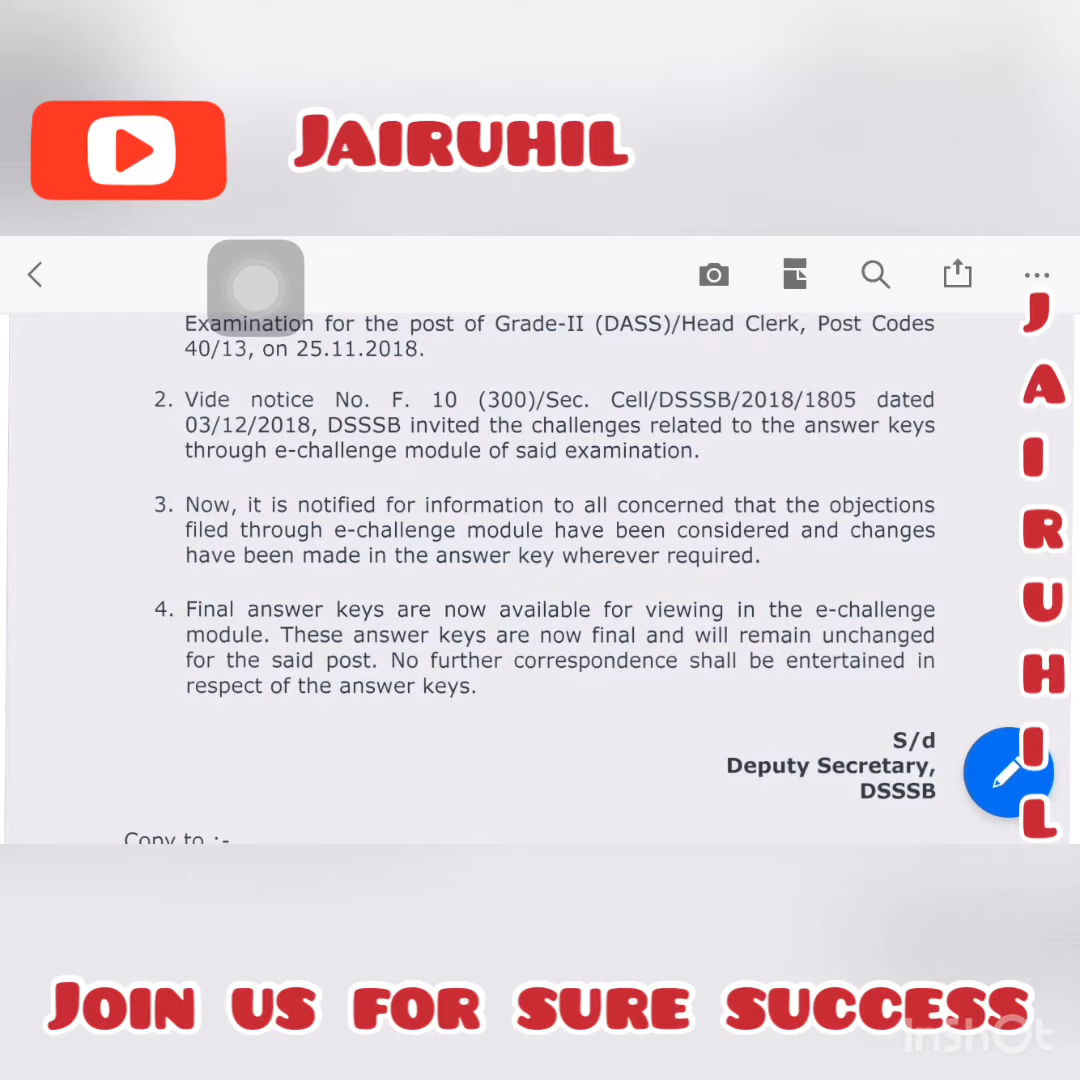 JAIRUHIL
Examination for the post of Grade-II (DASS)/Head Clerk, Post Codes
40/13, on 25.11.2018.
2. Vide notice No. F. 10 (300)/Sec. Cell/DSSSB/2018/1805 dated
03/12/2018, DSSSB invited the challenges related to the answer keys
through e-challenge module of said examination.
3. Now, it is notified for information to all concerned that the objections
filed through e-challenge module have been considered and changes
have been made in the answer key wherever required.
4. Final answer keys are now available for viewing in the e-challenge
module. These answer keys are now final and will remain unchanged
for the said post. No further correspondence shall be entertained in
respect of the answer keys.
S/d
Deputy Secretary,
DSSSB
Copy to :-
J
A
I
R
U
H
I
L
JOIN US FOR SURE SUCCESS
InShOt